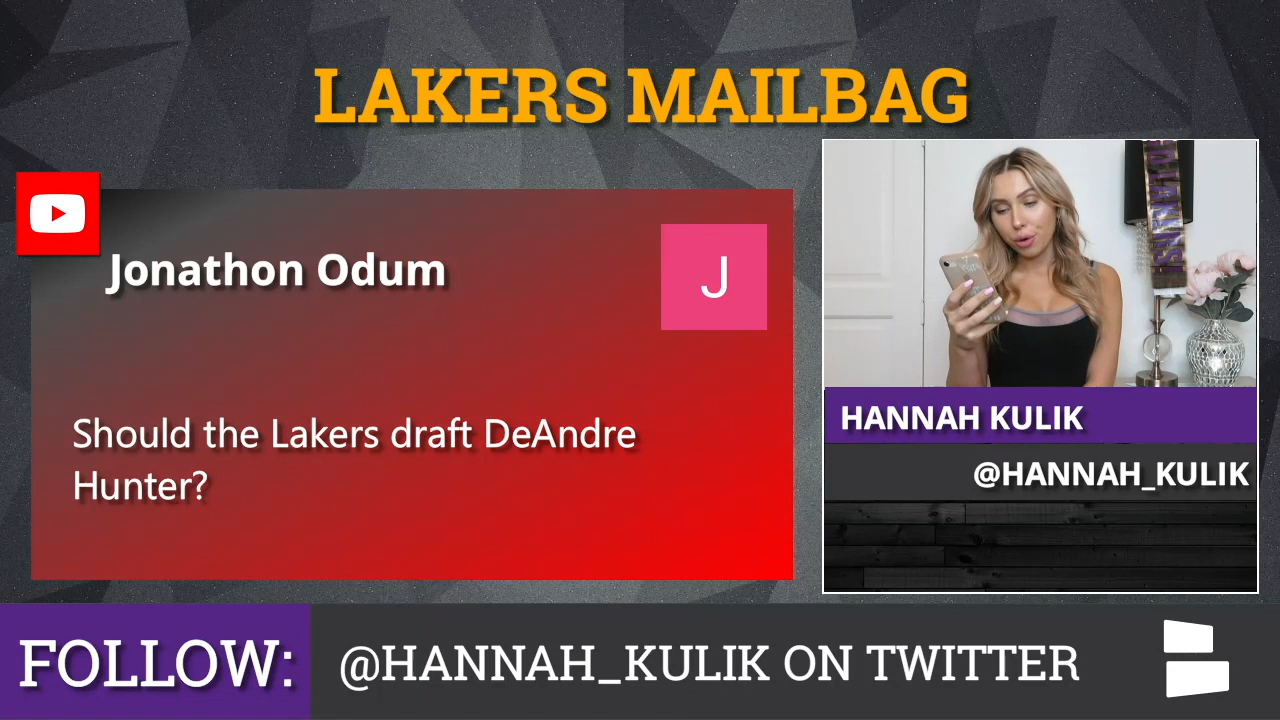 LAKERS MAILBAG
Jonathon Odum
J
Should the Lakers draft DeAndre
Hunter?
HANNAH KULIK
@HANNAH_KULIK
FOLLOW:
@HANNAH_KULIK ON TWITTER